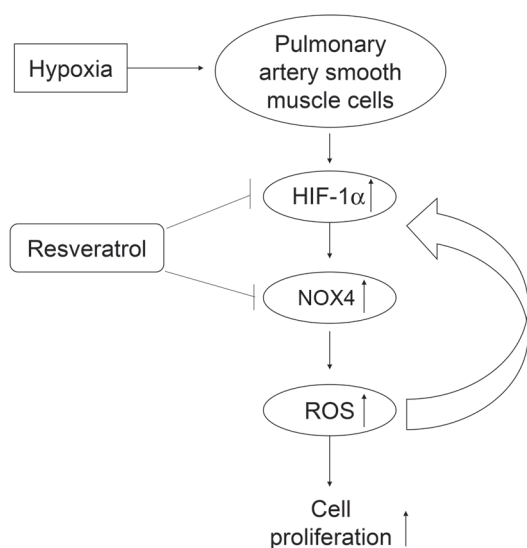 Hypoxia
Pulmonary
artery smooth
muscle cells
HIF-1α
Resveratrol
NOX4
ROS
Cell
proliferation